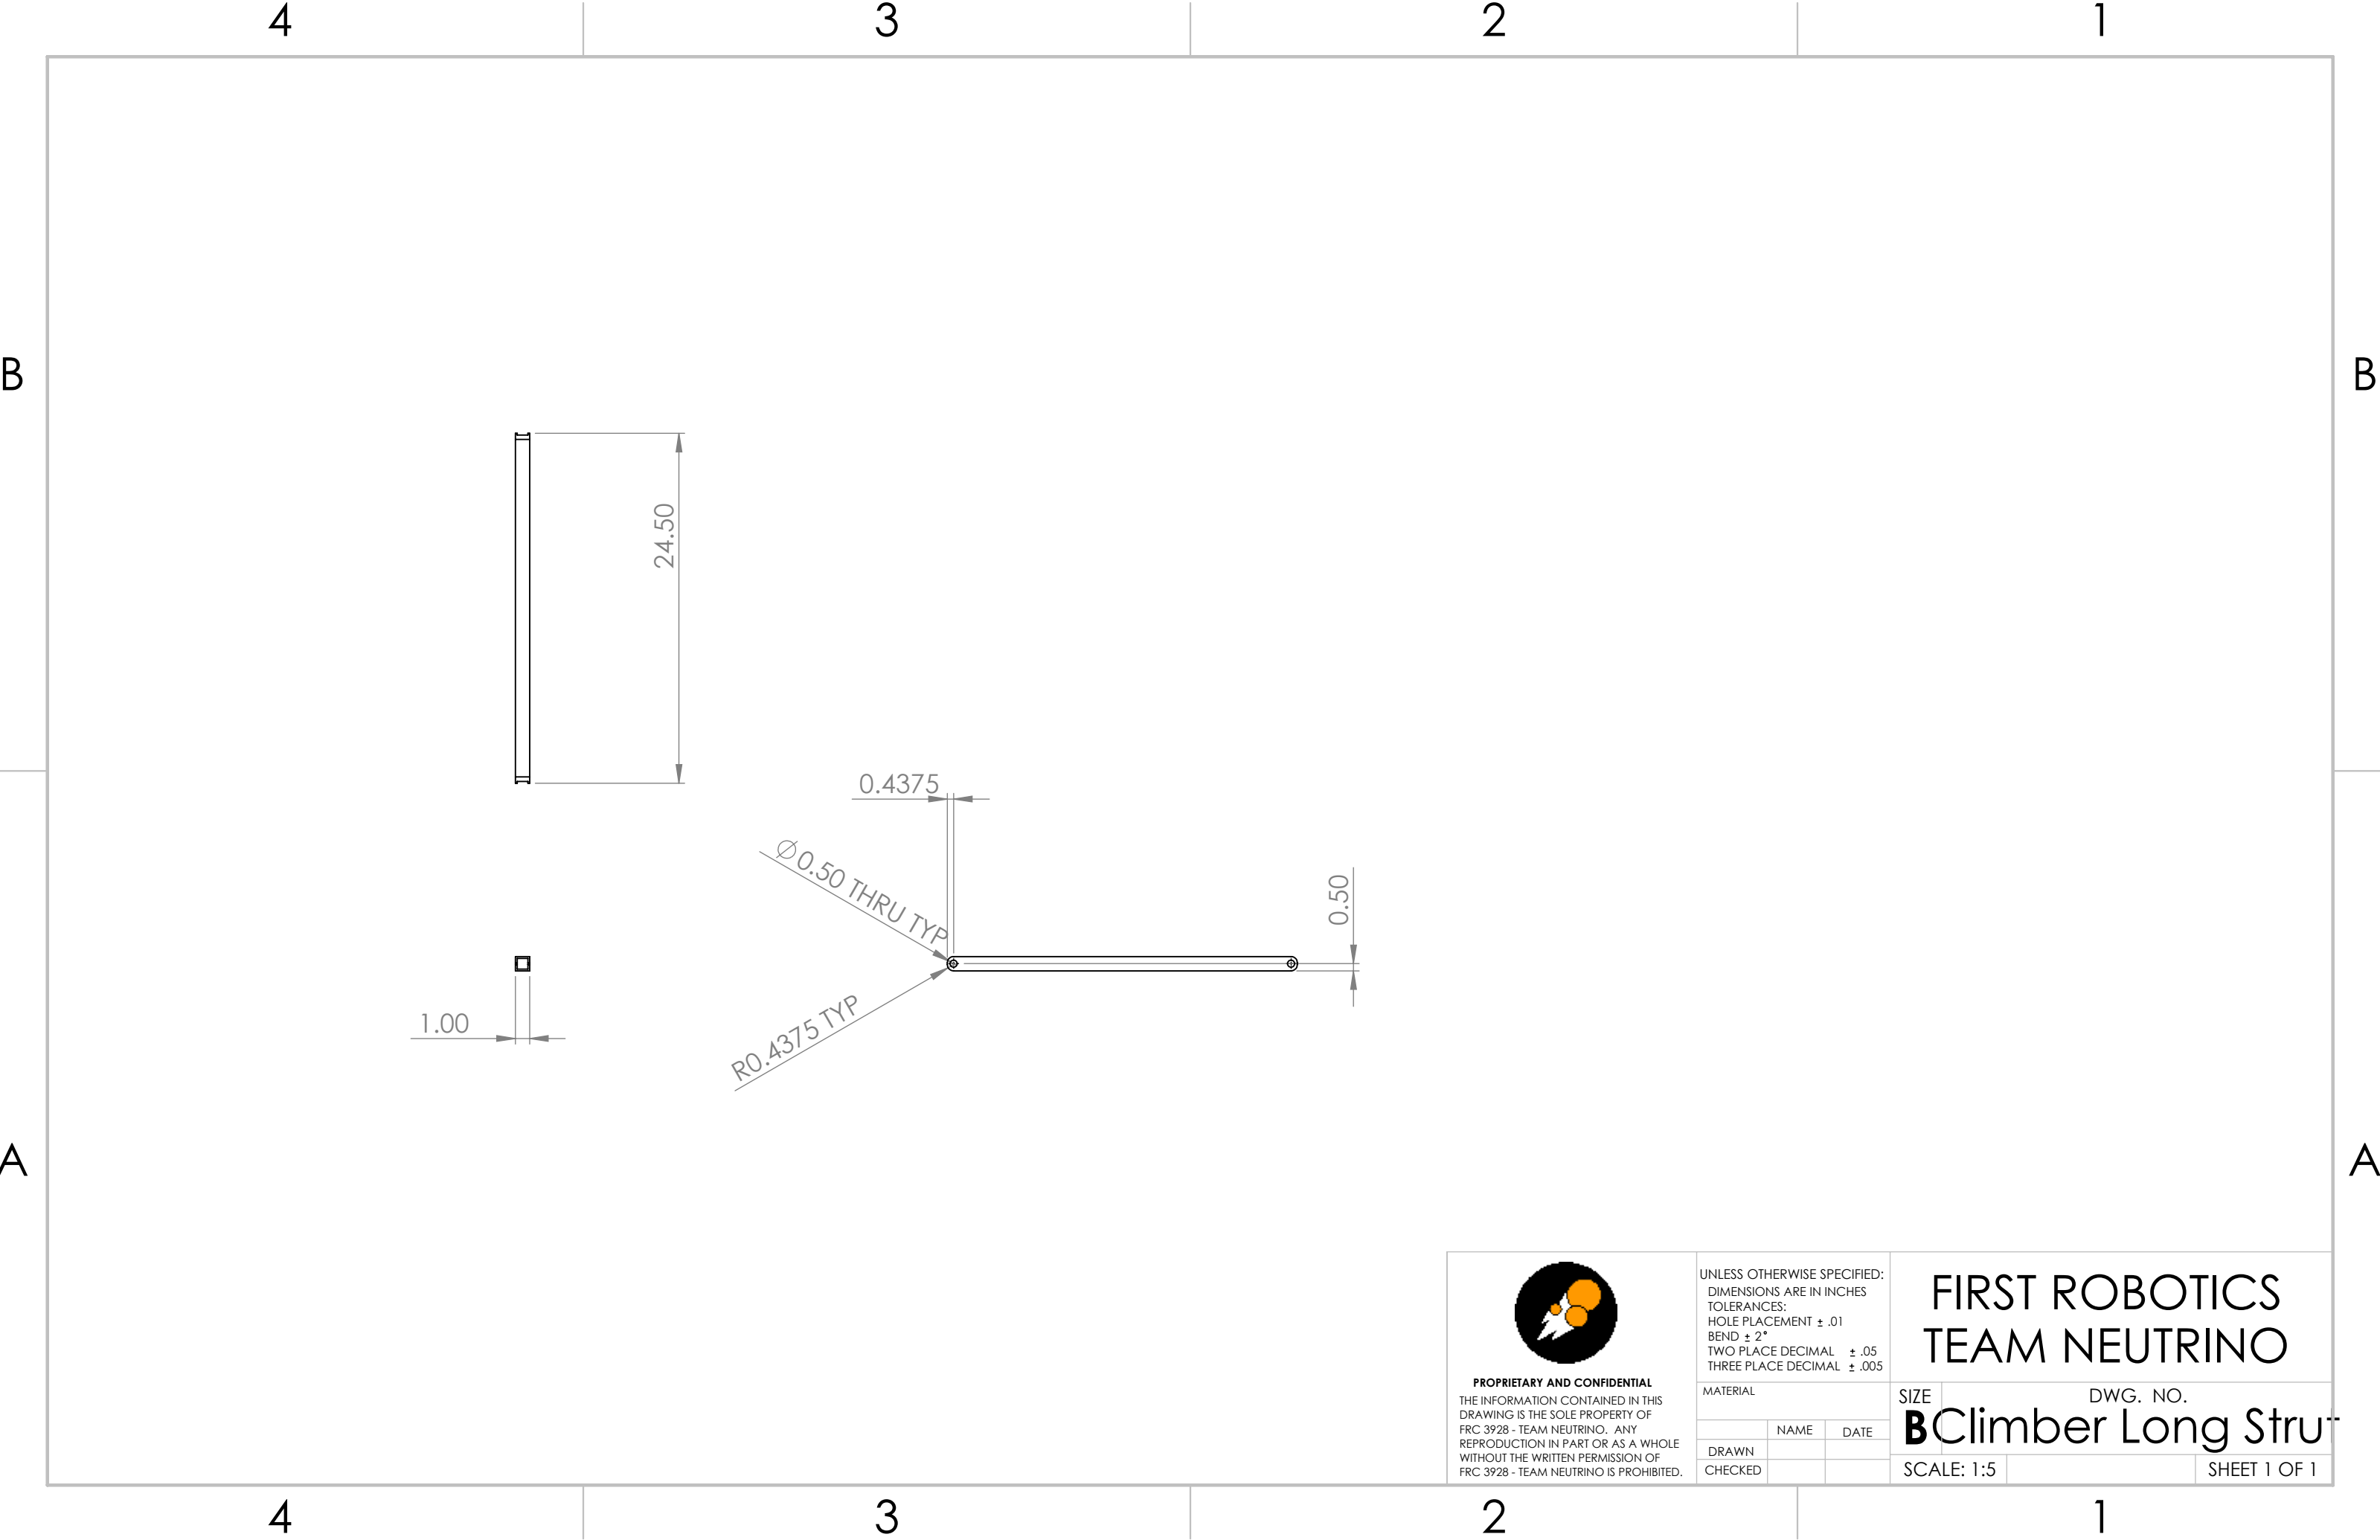 4 3 2 1
B B
24.50
0.4375
⌀0.50 THRU TYP
0.50
R0.4375 TYP
1.00
A A
PROPRIETARY AND CONFIDENTIAL
THE INFORMATION CONTAINED IN THIS
DRAWING IS THE SOLE PROPERTY OF
FRC 3928 - TEAM NEUTRINO. ANY
REPRODUCTION IN PART OR AS A WHOLE
WITHOUT THE WRITTEN PERMISSION OF
FRC 3928 - TEAM NEUTRINO IS PROHIBITED.
UNLESS OTHERWISE SPECIFIED:
DIMENSIONS ARE IN INCHES
TOLERANCES:
HOLE PLACEMENT ± .01
BEND ± 2°
TWO PLACE DECIMAL ± .05
THREE PLACE DECIMAL ± .005
MATERIAL
NAME DATE
DRAWN
CHECKED
FIRST ROBOTICS
TEAM NEUTRINO
SIZE DWG. NO.
B Climber Long Strut
SCALE: 1:5 SHEET 1 OF 1
4 3 2 1